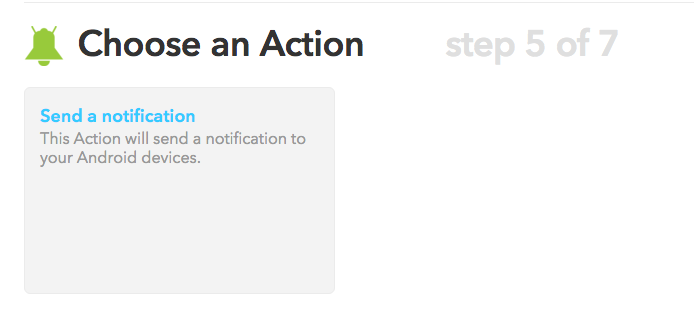 Choose an Action step 5 of 7
Send a notification
This Action will send a notification to
your Android devices.